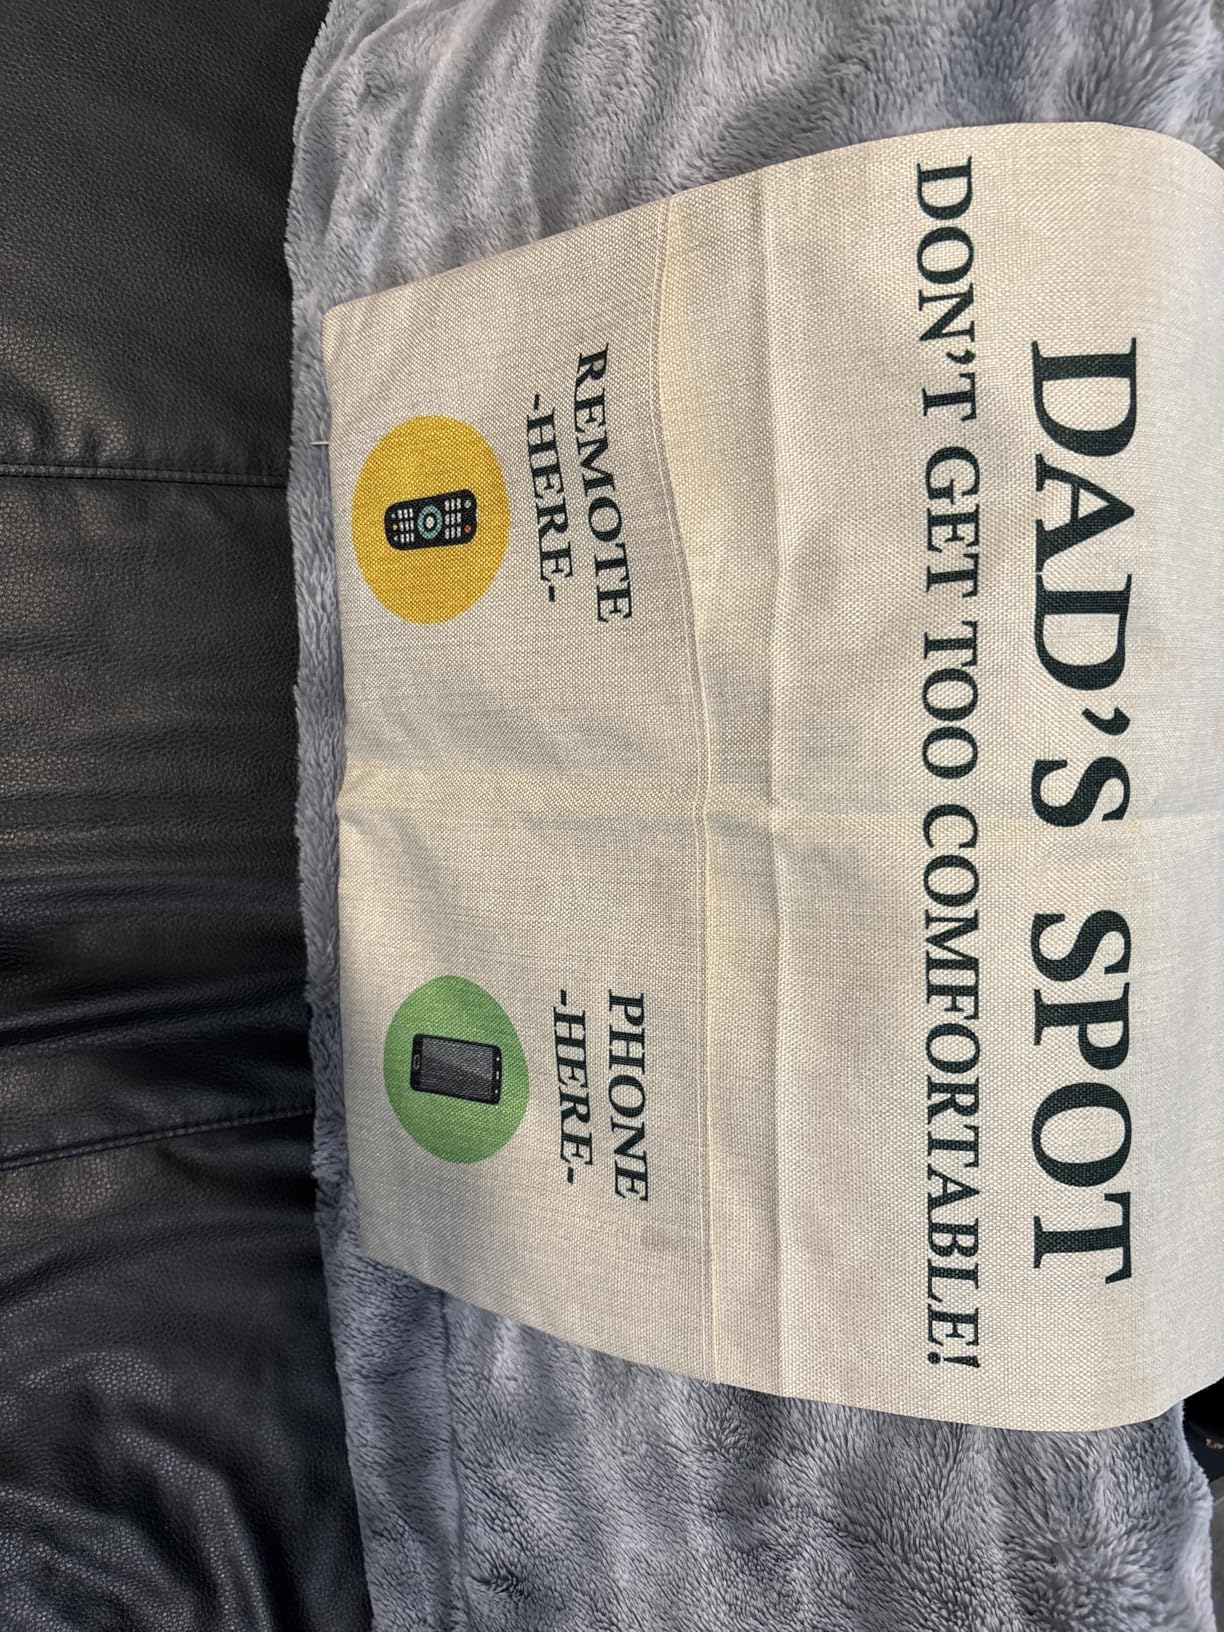 DAD'S SPOT
DON'T GET TOO COMFORTABLE!
REMOTE
-HERE-
PHONE
-HERE-